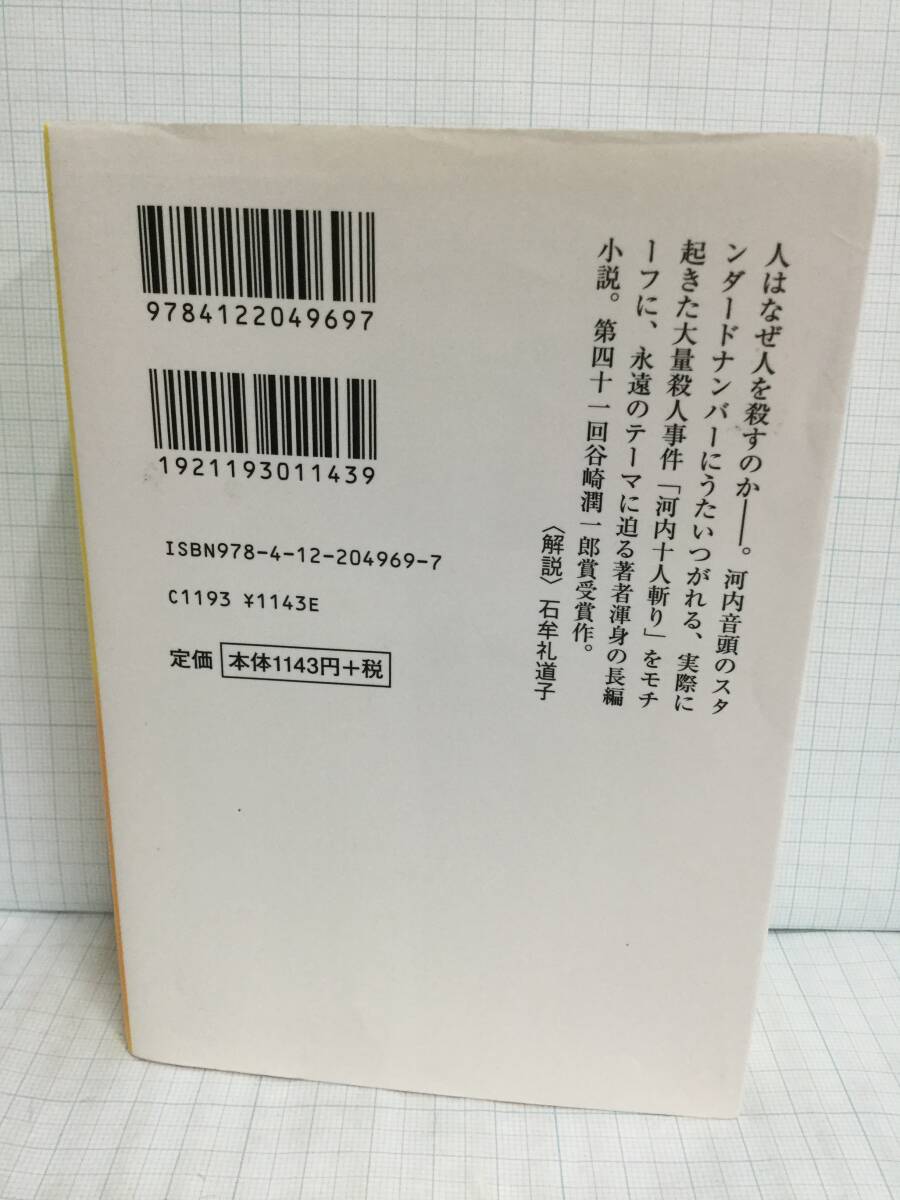 人はなぜ人を殺すのか――。河内音頭のスタ
ンダードナンバーにうたいつがれる、実際に
起きた大量殺人事件「河内十人斬り」をモチ
ーフに、永遠のテーマに迫る著者渾身の長編
小説。第四十一回谷崎潤一郎賞受賞作。
〈解説〉石牟礼道子
9784122049697
1921193011439
ISBN978-4-12-204969-7
C1193 ¥1143E
定価 本体1143円+税